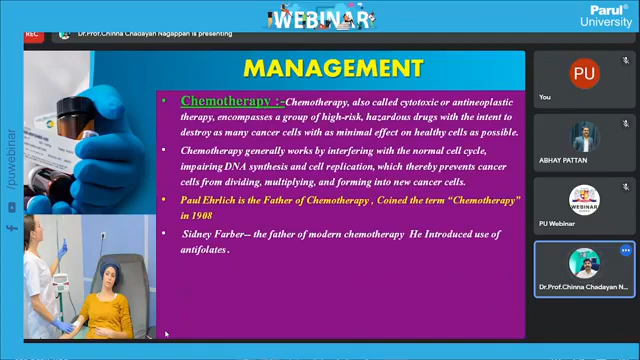 WEBINAR
Parul®
University
REC
Dr.Prof.Chinna Chadayan Nagappan is presenting
MANAGEMENT
• Chemotherapy :-Chemotherapy, also called cytotoxic or antineoplastic
therapy, encompasses a group of high-risk, hazardous drugs with the intent to
destroy as many cancer cells with as minimal effect on healthy cells as possible.
• Chemotherapy generally works by interfering with the normal cell cycle,
impairing DNA synthesis and cell replication, which thereby prevents cancer
cells from dividing, multiplying, and forming into new cancer cells.
• Paul Ehrlich is the Father of Chemotherapy , Coined the term “Chemotherapy”
in 1908
• Sidney Farber-- the father of modern chemotherapy He Introduced use of
antifolates.
/puwebinar
PU
You
ABHAY PATTAN
WEBINAR
PU Webinar
Dr.Prof.Chinna Chadayan N...